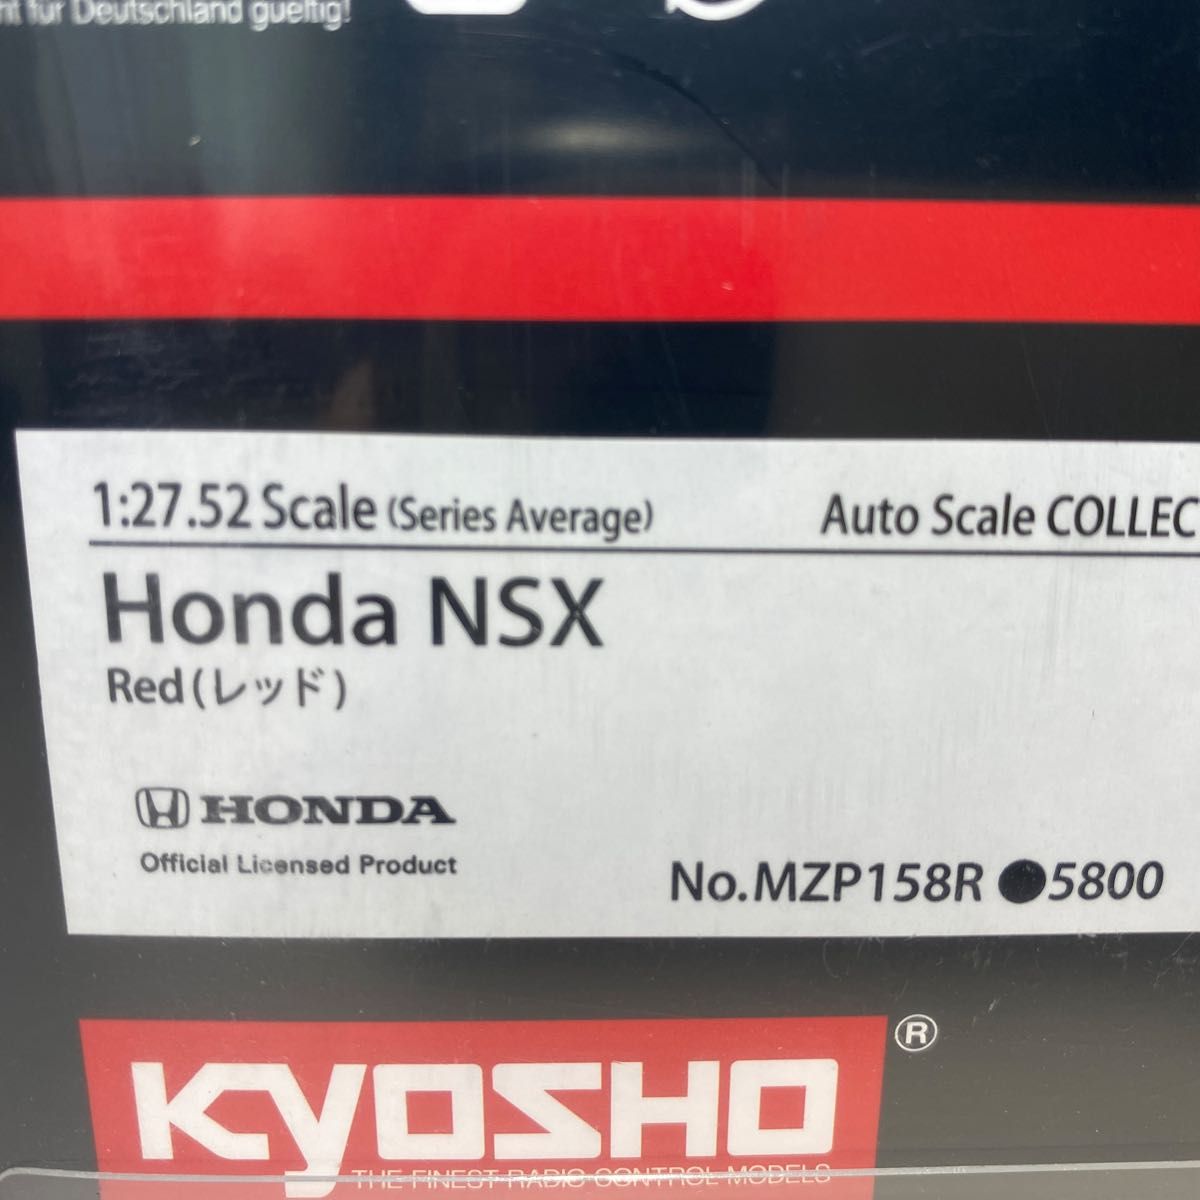 für Deutschland gueltig!
1:27.52 Scale (Series Average) Auto Scale COLLEC
Honda NSX
Red(レッド)
HONDA
Official Licensed Product
No.MZP158R ●5800
KYOSHO ®
THE FINEST RADIO CONTROL MODELS